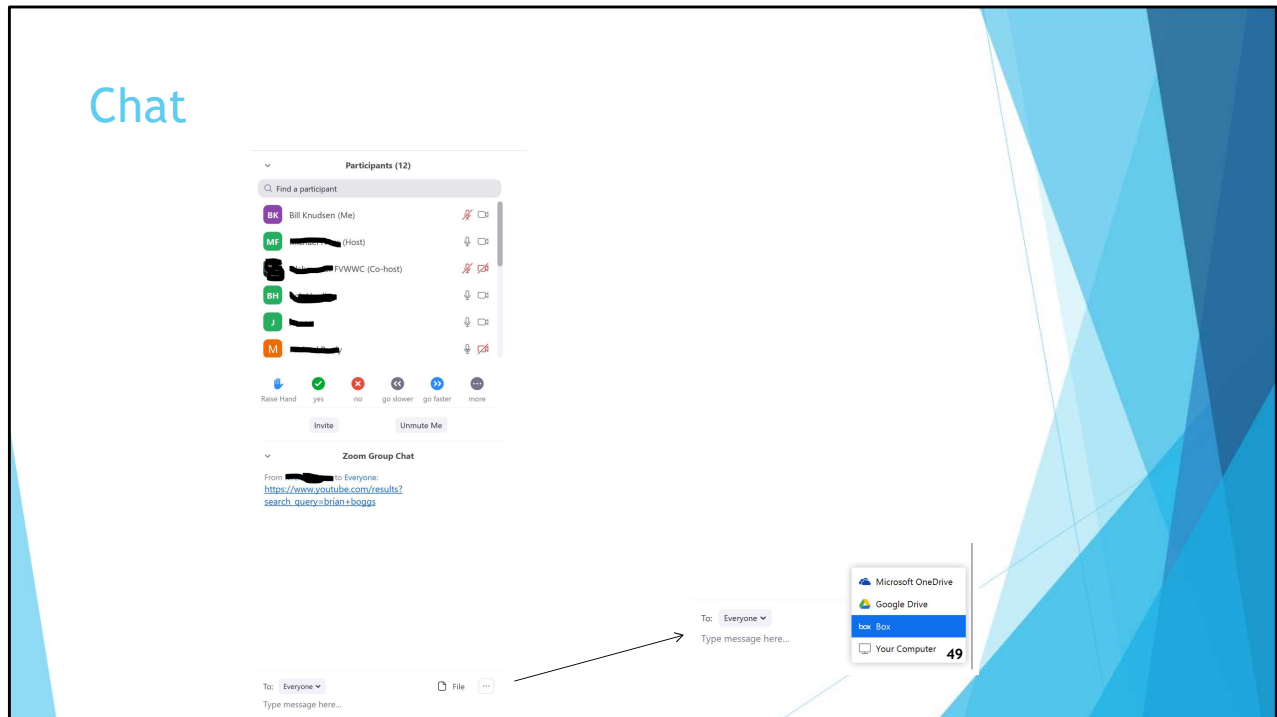 Chat
Participants (12)
Find a participant
BK Bill Knudsen (Me)
MF (Host)
FVWWC (Co-host)
BH
J
M
Raise Hand yes no go slower go faster more
Invite Unmute Me
Zoom Group Chat
From to Everyone:
https://www.youtube.com/results?
search_query=brian+boggs
To: Everyone File ...
Type message here...
To: Everyone
Type message here...
Microsoft OneDrive
Google Drive
box Box
Your Computer
49